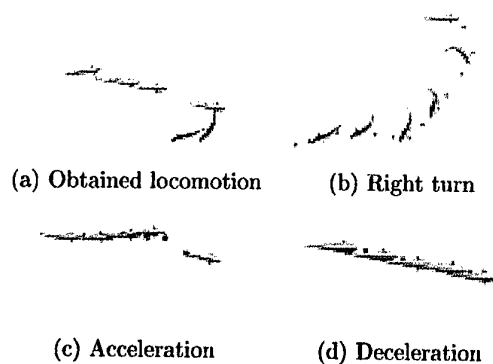 (a) Obtained locomotion
(b) Right turn
(c) Acceleration
(d) Deceleration